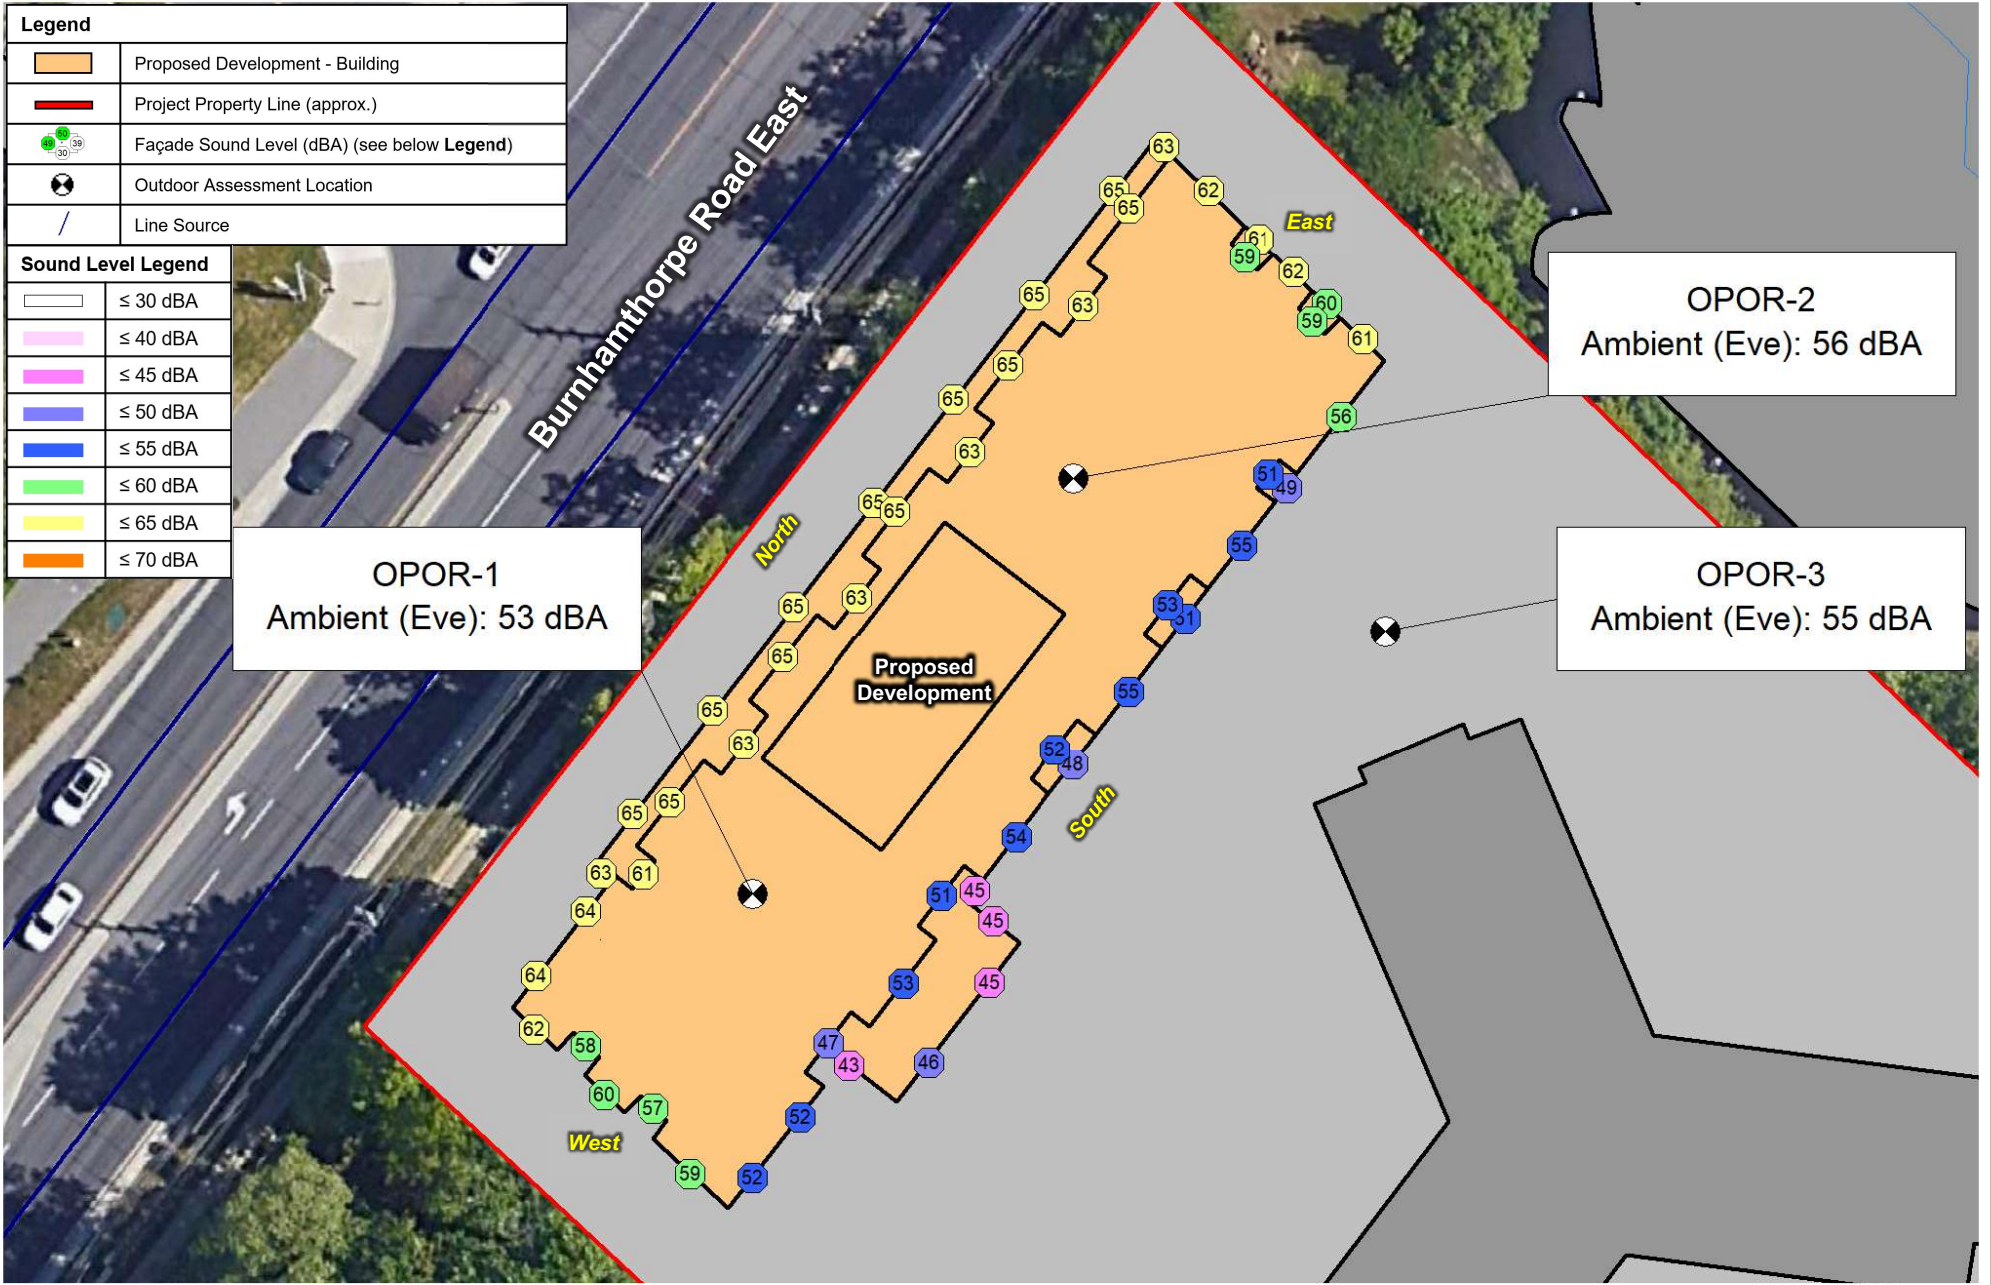 Legend
Proposed Development - Building
Project Property Line (approx.)
50
49 39
30
Façade Sound Level (dBA) (see below Legend)
Outdoor Assessment Location
Line Source
Sound Level Legend
≤ 30 dBA
≤ 40 dBA
≤ 45 dBA
≤ 50 dBA
≤ 55 dBA
≤ 60 dBA
≤ 65 dBA
≤ 70 dBA
Burnhamthorpe Road East
OPOR-1
Ambient (Eve): 53 dBA
OPOR-2
Ambient (Eve): 56 dBA
OPOR-3
Ambient (Eve): 55 dBA
North
East
South
West
Proposed
Development
63
65
65
62
61
59
62
60
59
61
65
63
65
65
63
56
51
49
65
65
55
65
63
53
51
65
55
65
63
52
48
65
65
54
63
61
51
45
64
45
64
53
45
62
58
47
43
46
60
57
52
59
52